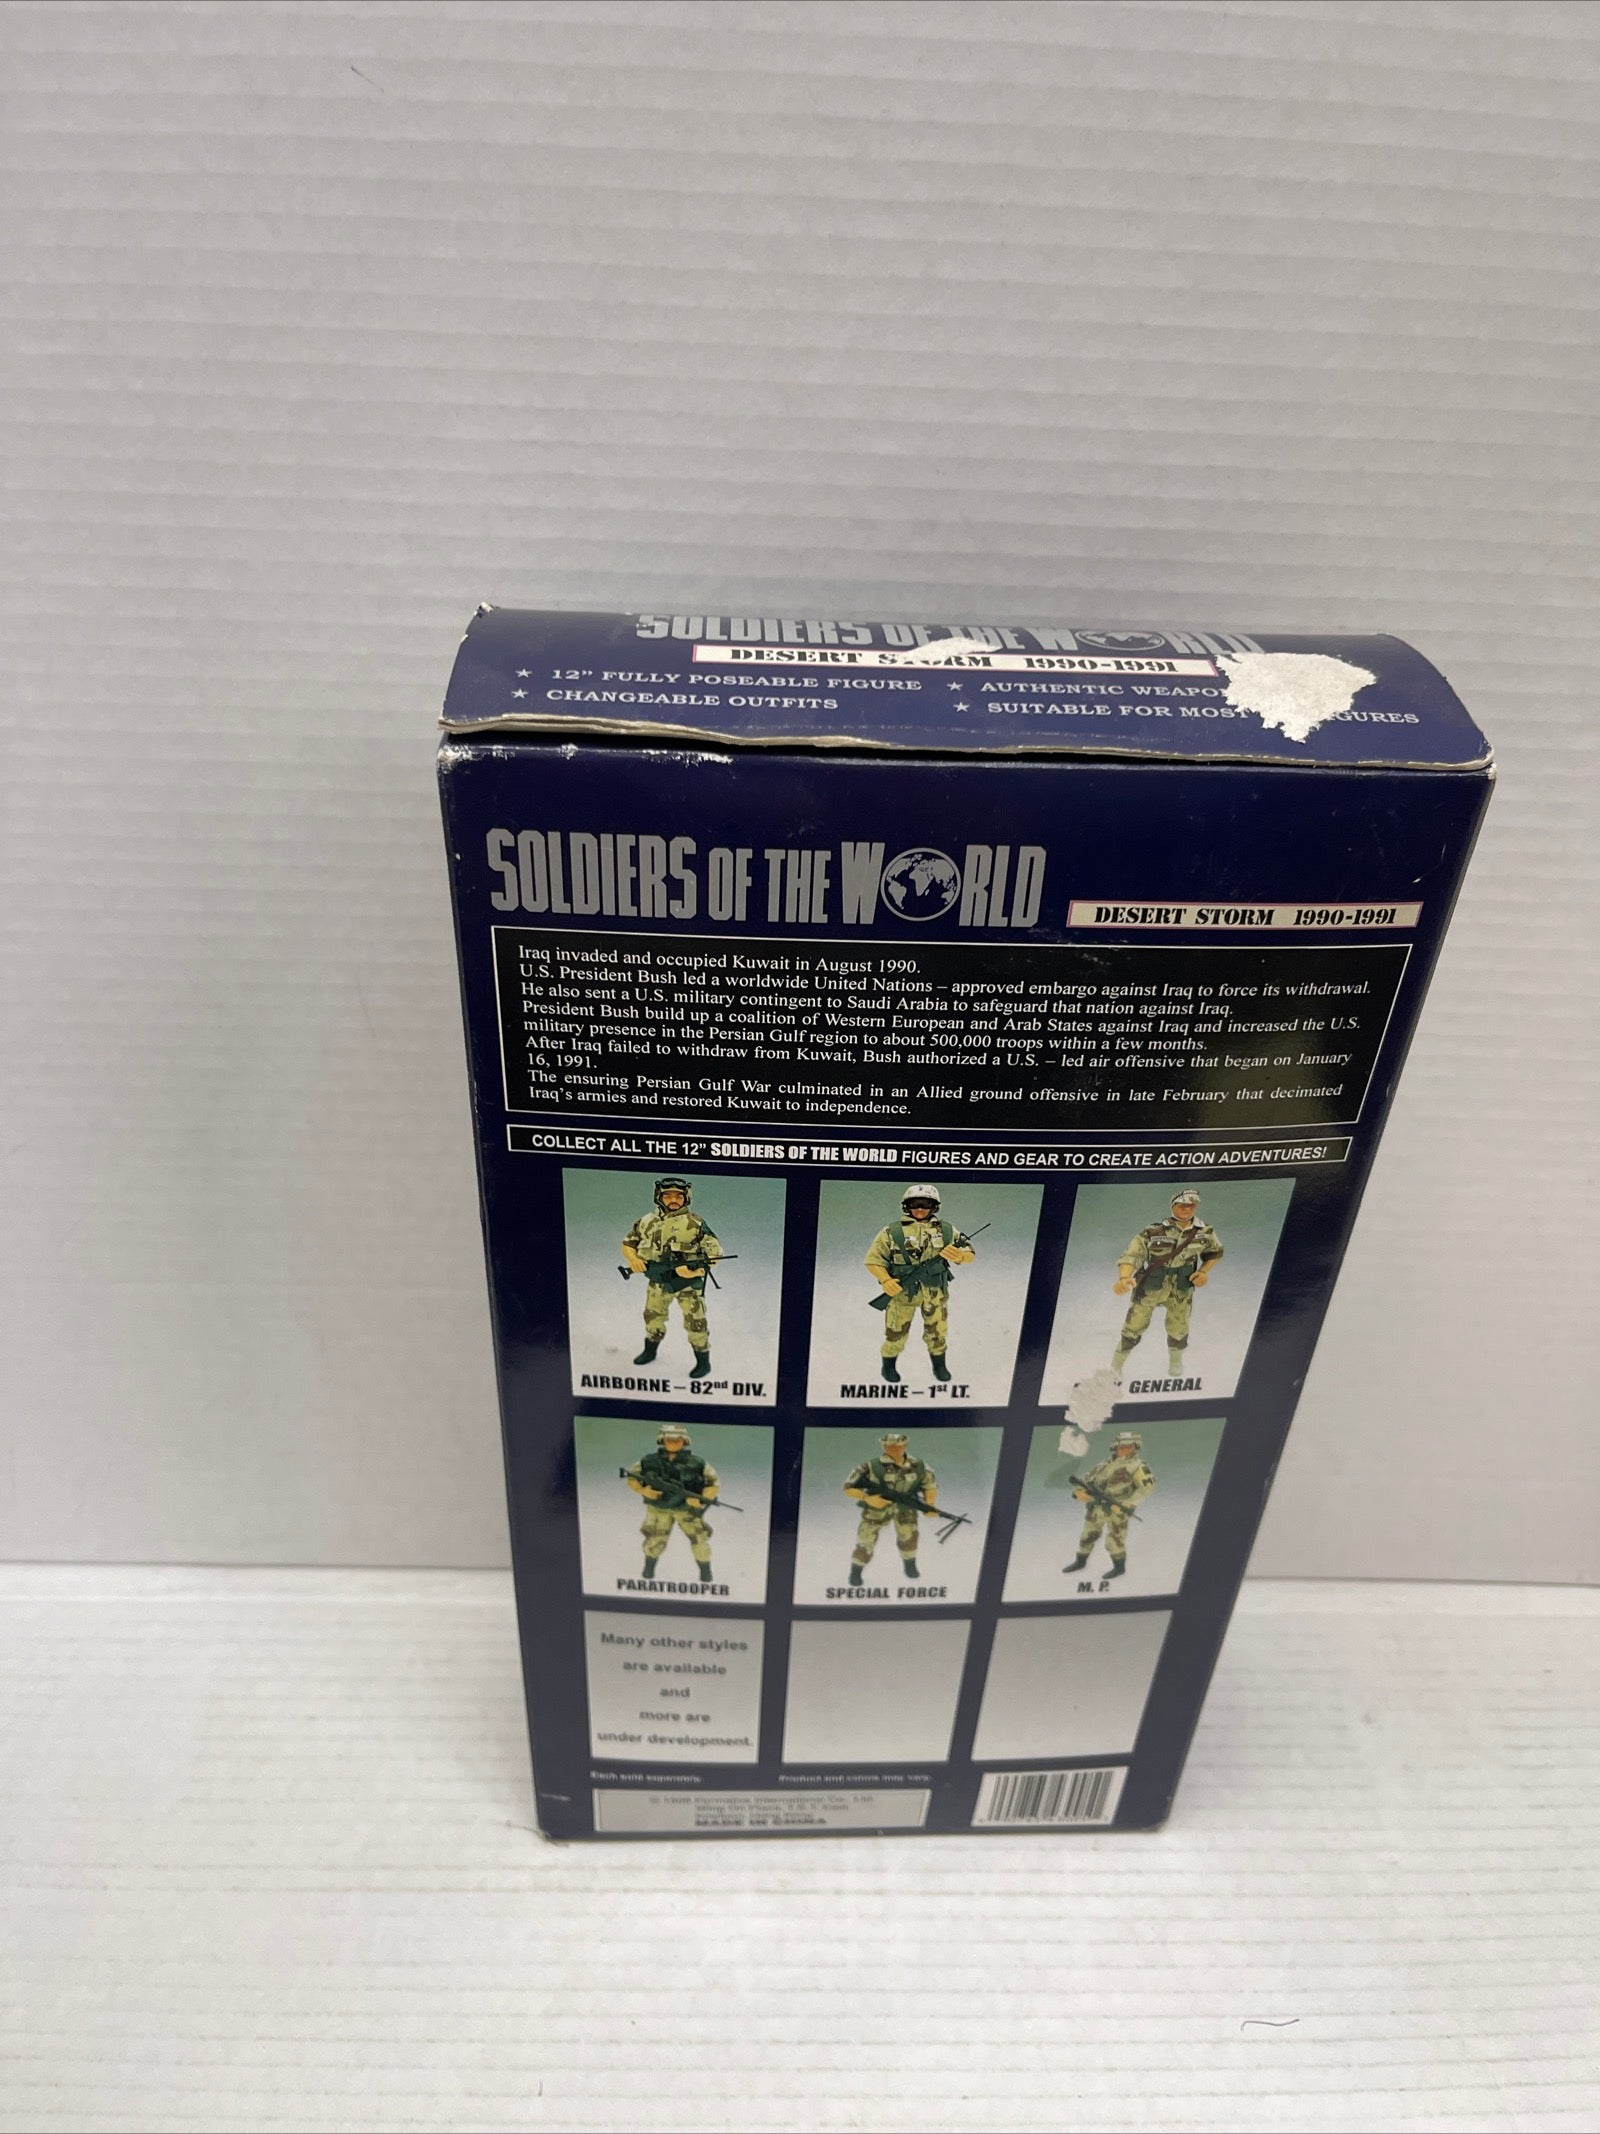 SOLDIERS OF THE WORLD
DESERT STORM 1990-1991
★ 12” FULLY POSEABLE FIGURE ★ AUTHENTIC
★ CHANGEABLE OUTFITS ★ SUITABLE FOR MOST
SOLDIERS OF THE WORLD
DESERT STORM 1990-1991
Iraq invaded and occupied Kuwait in August 1990.
U.S. President Bush led a worldwide United Nations – approved embargo against Iraq to force its withdrawal.
He also sent a U.S. military contingent to Saudi Arabia to safeguard that nation against Iraq.
President Bush build up a coalition of Western European and Arab States against Iraq and increased the U.S.
military presence in the Persian Gulf region to about 500,000 troops within a few months.
After Iraq failed to withdraw from Kuwait, Bush authorized a U.S. – led air offensive that began on January
16, 1991.
The ensuring Persian Gulf War culminated in an Allied ground offensive in late February that decimated
Iraq's armies and restored Kuwait to independence.
COLLECT ALL THE 12” SOLDIERS OF THE WORLD FIGURES AND GEAR TO CREATE ACTION ADVENTURES!
AIRBORNE – 82nd DIV.
MARINE – 1st LT.
GENERAL
PARATROOPER
SPECIAL FORCE
M. P.
Many other styles
are available
and
more are
under development.
Each sold separately.
Product and colors may vary.
MADE IN CHINA